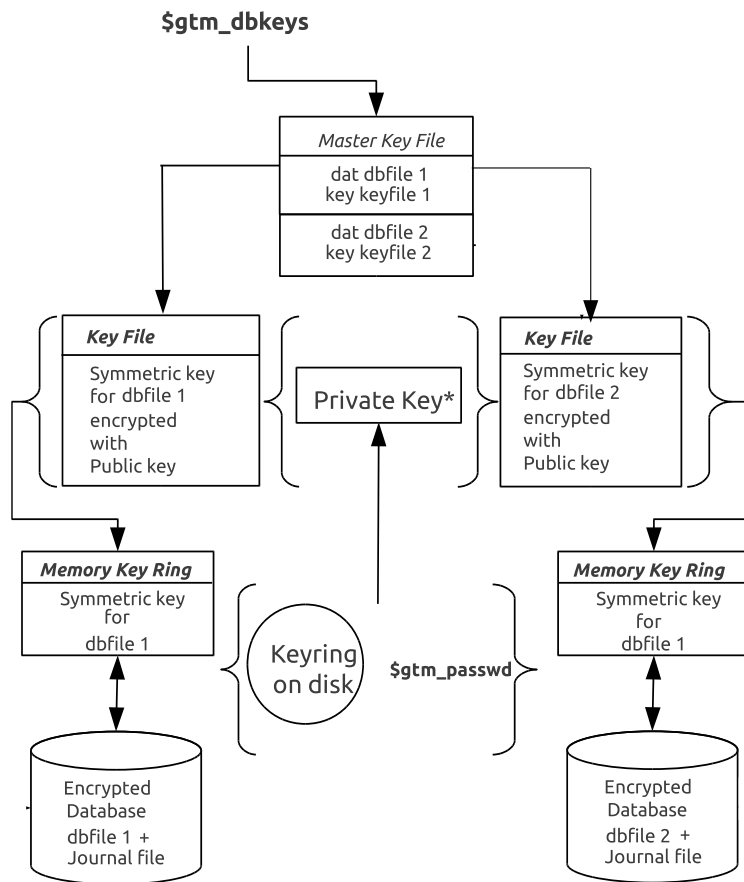 $gtm_dbkeys
Master Key File
dat dbfile 1
key keyfile 1
dat dbfile 2
key keyfile 2
Key File
Symmetric key
for dbfile 1
encrypted
with
Public key
Private Key*
Key File
Symmetric key
for dbfile 2
encrypted
with
Public key
Memory Key Ring
Symmetric key
for
dbfile 1
Keyring
on disk
$gtm_passwd
Memory Key Ring
Symmetric key
for
dbfile 1
Encrypted
Database
dbfile 1 +
Journal file
Encrypted
Database
dbfile 2 +
Journal file